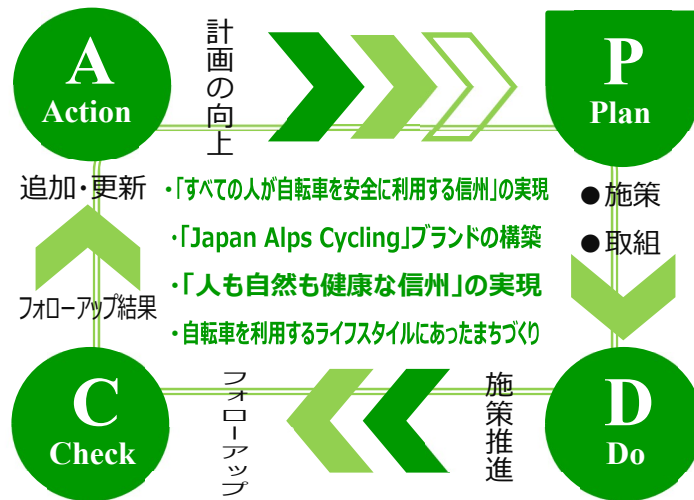 A
Action
計画の向上
P
Plan
追加・更新
・「すべての人が自転車を安全に利用する信州」の実現
・「Japan Alps Cycling」ブランドの構築
・「人も自然も健康な信州」の実現
・自転車を利用するライフスタイルにあったまちづくり
●施策
●取組
フォローアップ結果
C
Check
フォローアップ
施策推進
D
Do